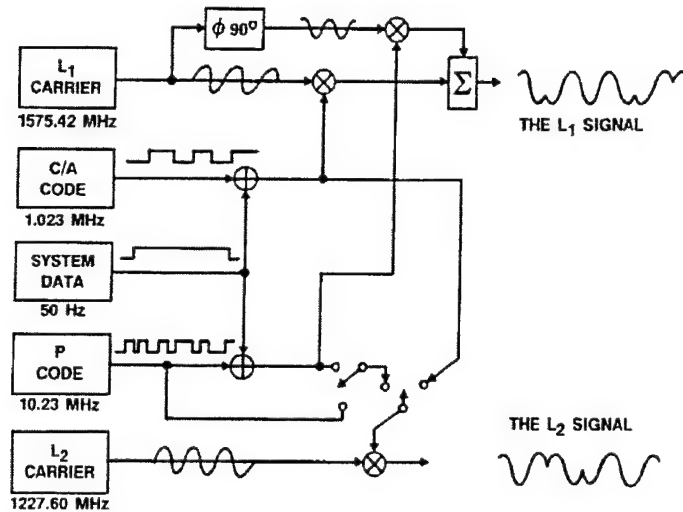 ϕ 90°
L₁
CARRIER
1575.42 MHz
Σ
THE L₁ SIGNAL
C/A
CODE
1.023 MHz
SYSTEM
DATA
50 Hz
P
CODE
10.23 MHz
THE L₂ SIGNAL
L₂
CARRIER
1227.60 MHz